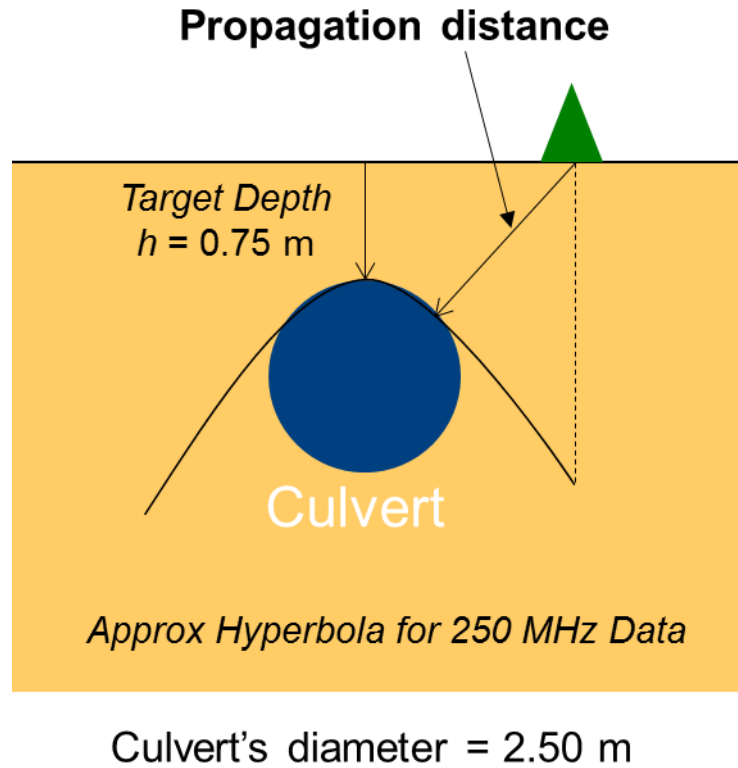 Propagation distance
Target Depth
h = 0.75 m
Culvert
Approx Hyperbola for 250 MHz Data
Culvert's diameter = 2.50 m